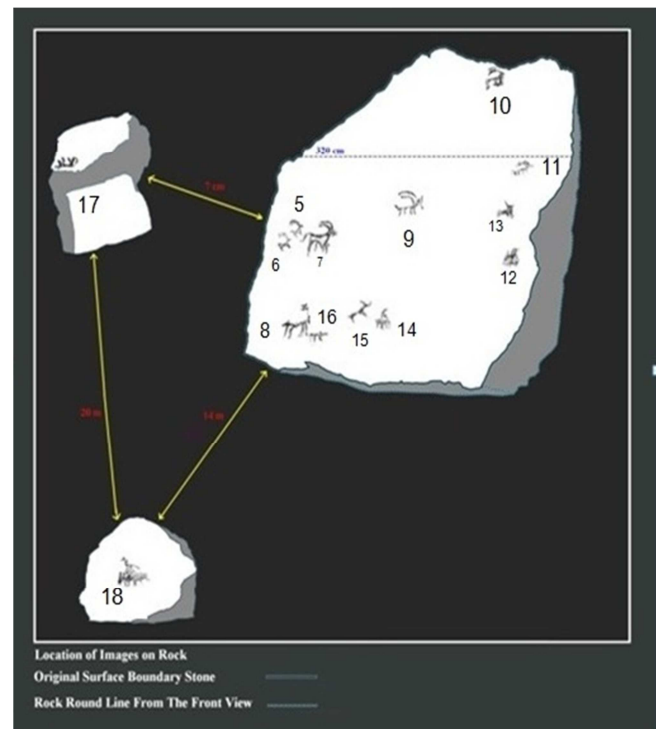 10
320 cm
11
17
7 cm
5
9
13
6
7
12
8
16
15
14
20 m
14 m
18
Location of Images on Rock
Original Surface Boundary Stone
Rock Round Line From The Front View